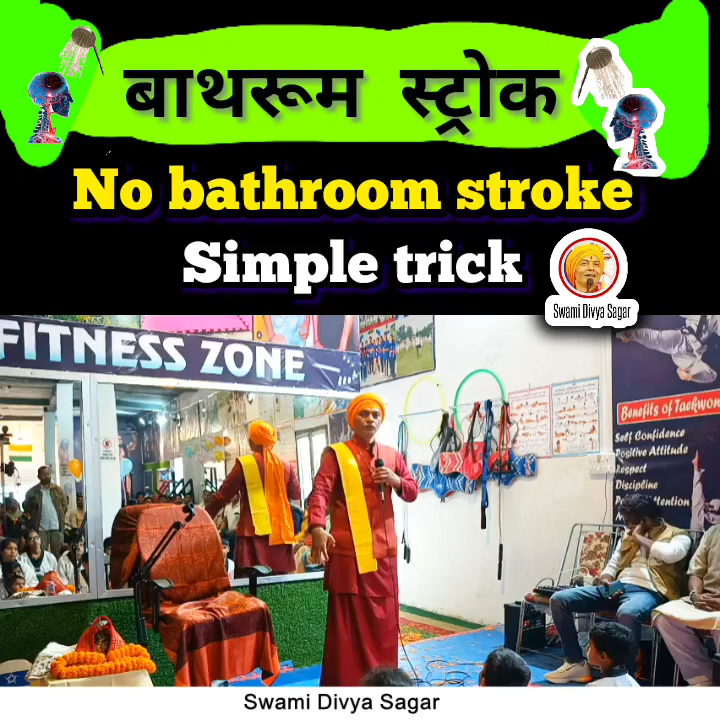 बाथरूम स्ट्रोक
No bathroom stroke
Simple trick
Swami Divya Sagar
FITNESS ZONE
Benefits of Taekwon
Self Confidence
Positive Attitude
Respect
Discipline
Swami Divya Sagar